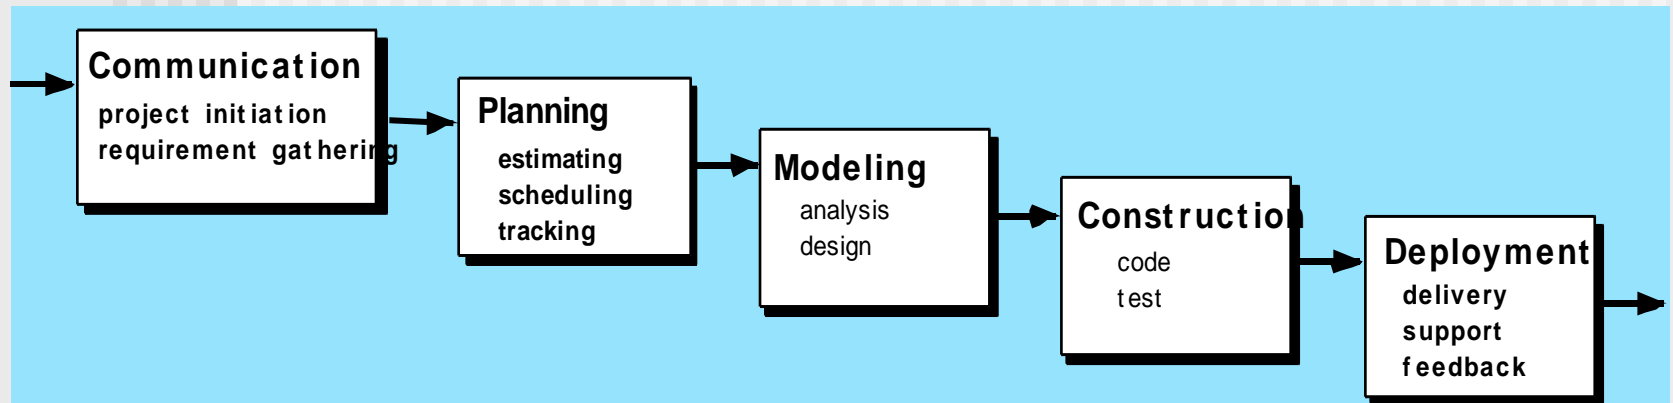 Communication
project initiation
requirement gathering
Planning
estimating
scheduling
tracking
Modeling
analysis
design
Construction
code
test
Deployment
delivery
support
feedback